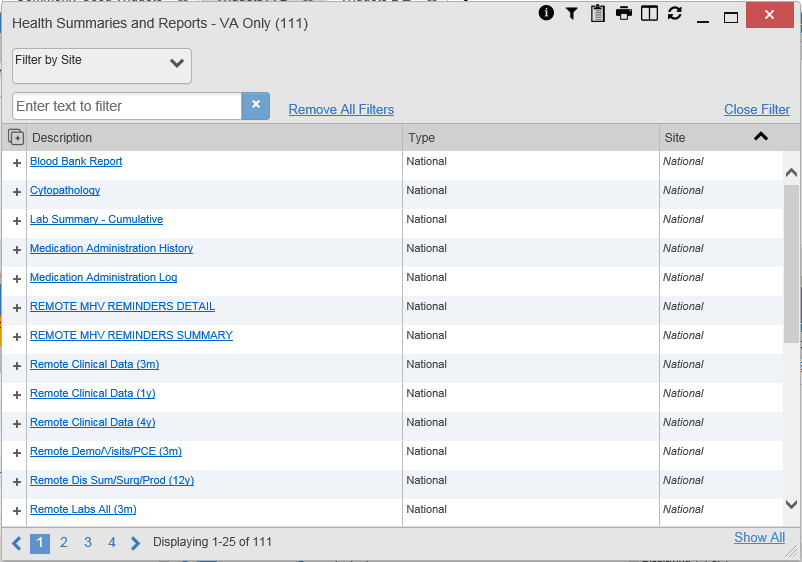 Health Summaries and Reports - VA Only (111)
Filter by Site
Enter text to filter
Remove All Filters
Close Filter
Description Type Site
Blood Bank Report National National
Cytopathology National National
Lab Summary - Cumulative National National
Medication Administration History National National
Medication Administration Log National National
REMOTE MHV REMINDERS DETAIL National National
REMOTE MHV REMINDERS SUMMARY National National
Remote Clinical Data (3m) National National
Remote Clinical Data (1y) National National
Remote Clinical Data (4y) National National
Remote Demo/Visits/PCE (3m) National National
Remote Dis Sum/Surg/Prod (12y) National National
Remote Labs All (3m) National National
1 2 3 4 Displaying 1-25 of 111 Show All